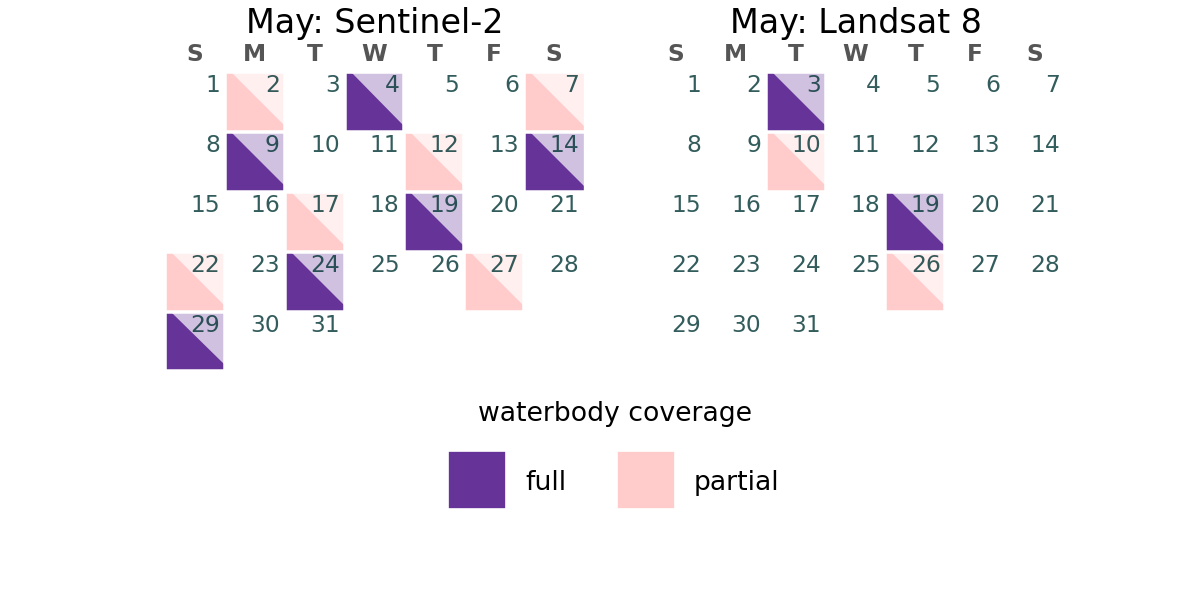 May: Sentinel-2
S M T W T F S
1 2 3 4 5 6 7
8 9 10 11 12 13 14
15 16 17 18 19 20 21
22 23 24 25 26 27 28
29 30 31
May: Landsat 8
S M T W T F S
1 2 3 4 5 6 7
8 9 10 11 12 13 14
15 16 17 18 19 20 21
22 23 24 25 26 27 28
29 30 31
waterbody coverage
full
partial